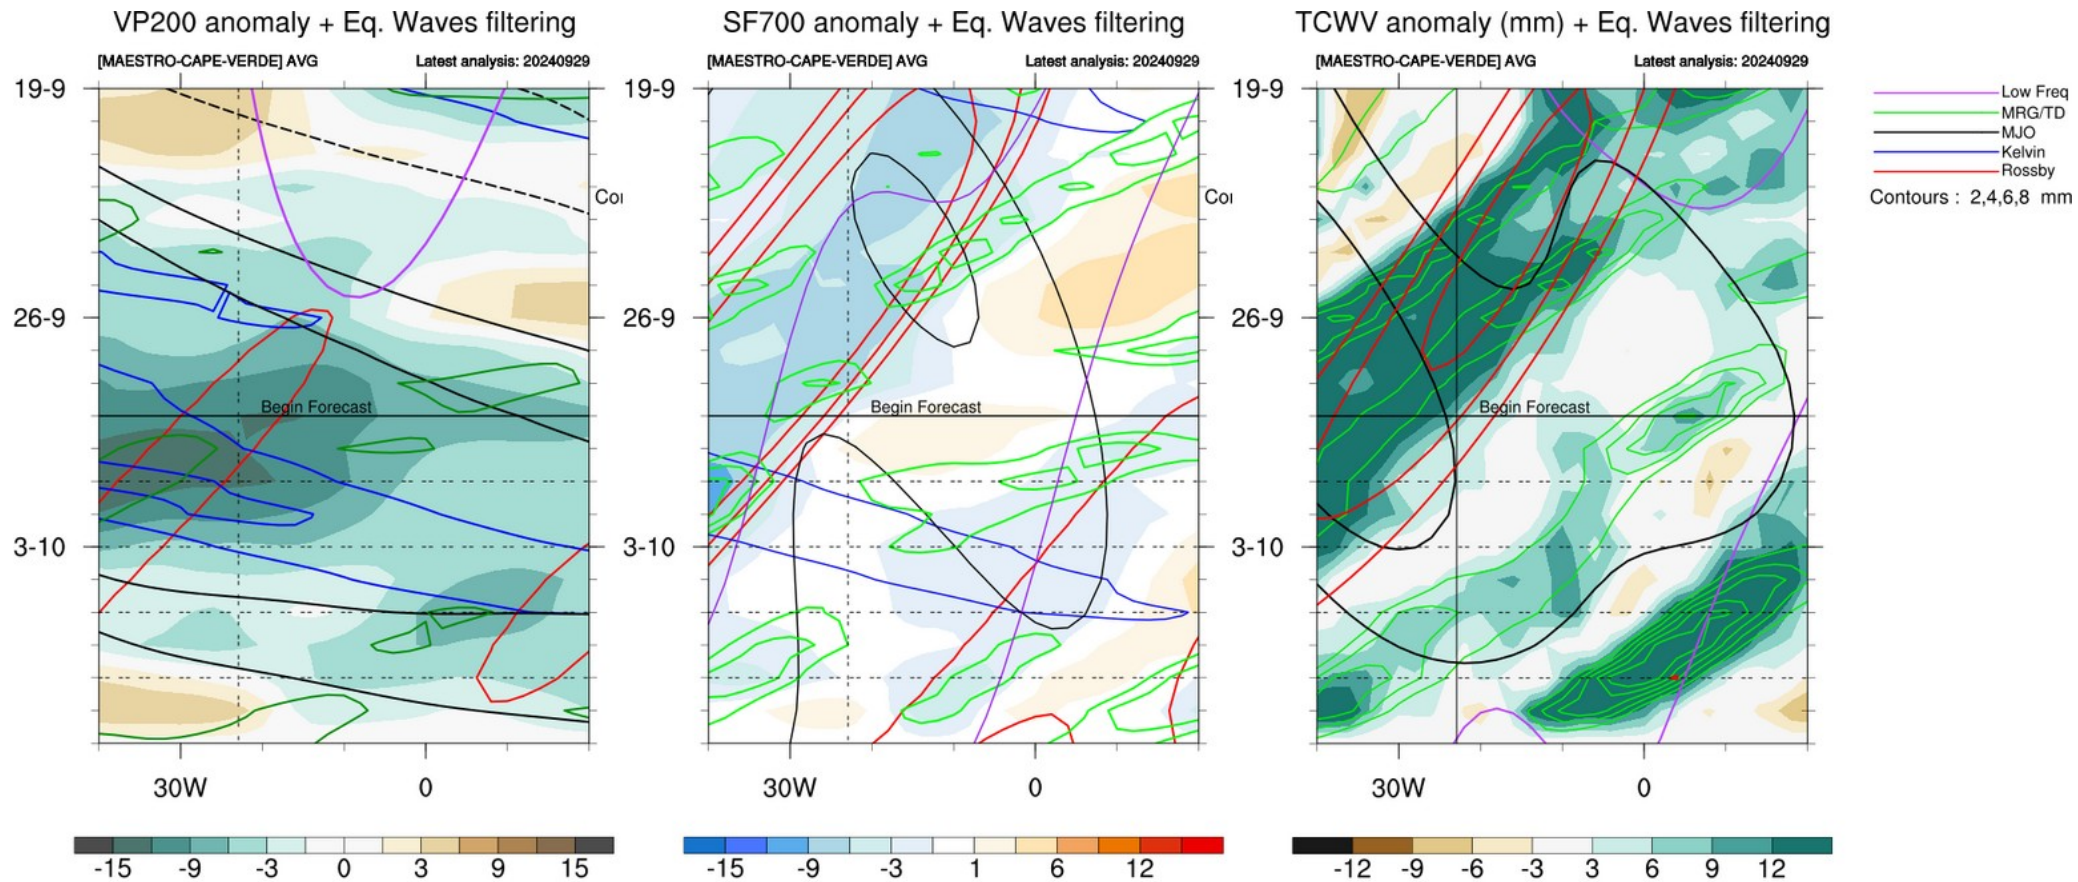 VP200 anomaly + Eq. Waves filtering
[MAESTRO-CAPE-VERDE] AVG
Latest analysis: 20240929
19-9
26-9
3-10
Begin Forecast
Coi
30W
0
-15 -9 -3 0 3 9 15
SF700 anomaly + Eq. Waves filtering
[MAESTRO-CAPE-VERDE] AVG
Latest analysis: 20240929
19-9
26-9
3-10
Begin Forecast
Coi
30W
0
-15 -9 -3 1 6 12
TCWV anomaly (mm) + Eq. Waves filtering
[MAESTRO-CAPE-VERDE] AVG
Latest analysis: 20240929
19-9
26-9
3-10
Begin Forecast
30W
0
-12 -9 -6 -3 3 6 9 12
Low Freq
MRG/TD
MJO
Kelvin
Rossby
Contours : 2,4,6,8 mm